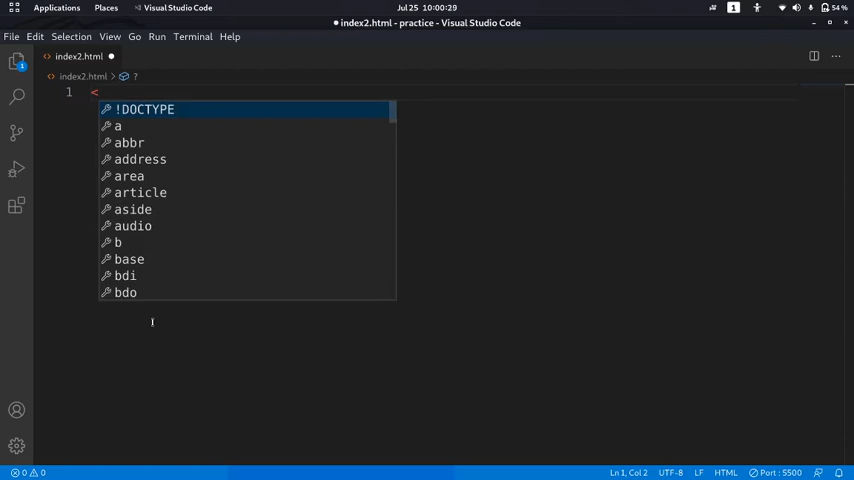 Applications Places Visual Studio Code Jul 25 10:00:29 1 54 %
index2.html - practice - Visual Studio Code
File Edit Selection View Go Run Terminal Help
1 <> index2.html
<> index2.html > ?
1 <
!DOCTYPE
a
abbr
address
area
article
aside
audio
b
base
bdi
bdo
0 0 Ln 1, Col 2 UTF-8 LF HTML Port : 5500